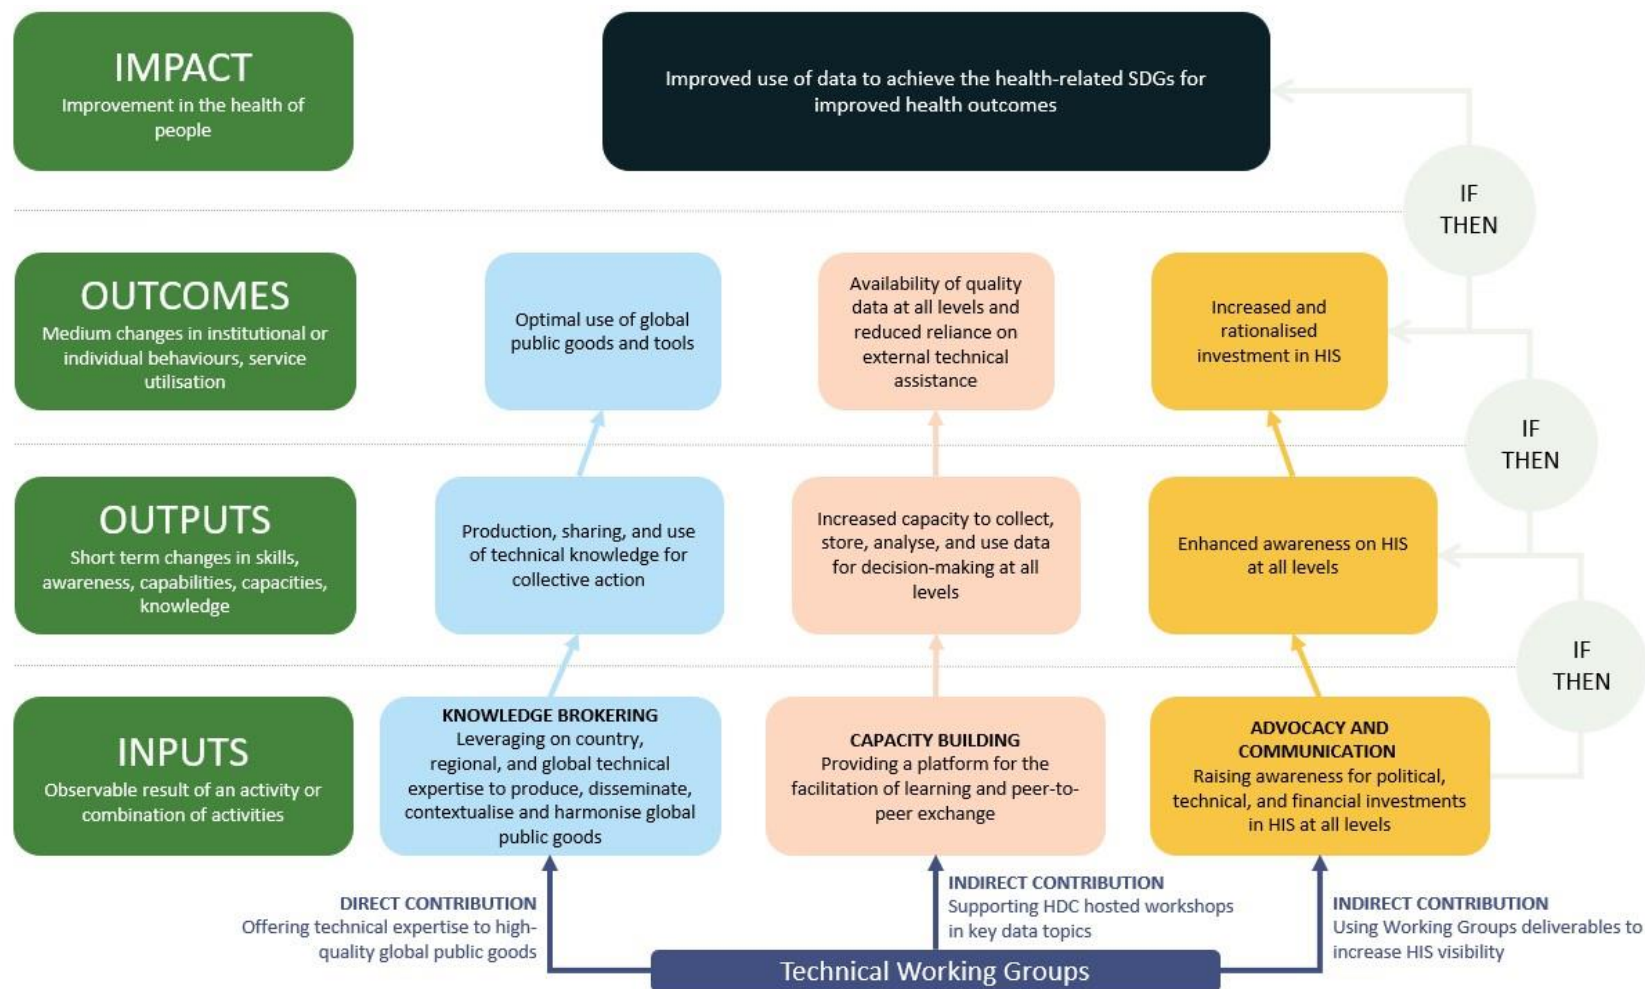 IMPACT
Improvement in the health of
people
Improved use of data to achieve the health-related SDGs for
improved health outcomes
IF
THEN
OUTCOMES
Medium changes in institutional or
individual behaviours, service
utilisation
Optimal use of global
public goods and tools
Availability of quality
data at all levels and
reduced reliance on
external technical
assistance
Increased and
rationalised
investment in HIS
IF
THEN
OUTPUTS
Short term changes in skills,
awareness, capabilities, capacities,
knowledge
Production, sharing, and use
of technical knowledge for
collective action
Increased capacity to collect,
store, analyse, and use data
for decision-making at all
levels
Enhanced awareness on HIS
at all levels
IF
THEN
INPUTS
Observable result of an activity or
combination of activities
KNOWLEDGE BROKERING
Leveraging on country,
regional, and global technical
expertise to produce, disseminate,
contextualise and harmonise global
public goods
CAPACITY BUILDING
Providing a platform for the
facilitation of learning and peer-to-
peer exchange
ADVOCACY AND
COMMUNICATION
Raising awareness for political,
technical, and financial investments
in HIS at all levels
DIRECT CONTRIBUTION
Offering technical expertise to high-
quality global public goods
INDIRECT CONTRIBUTION
Supporting HDC hosted workshops
in key data topics
INDIRECT CONTRIBUTION
Using Working Groups deliverables to
increase HIS visibility
Technical Working Groups